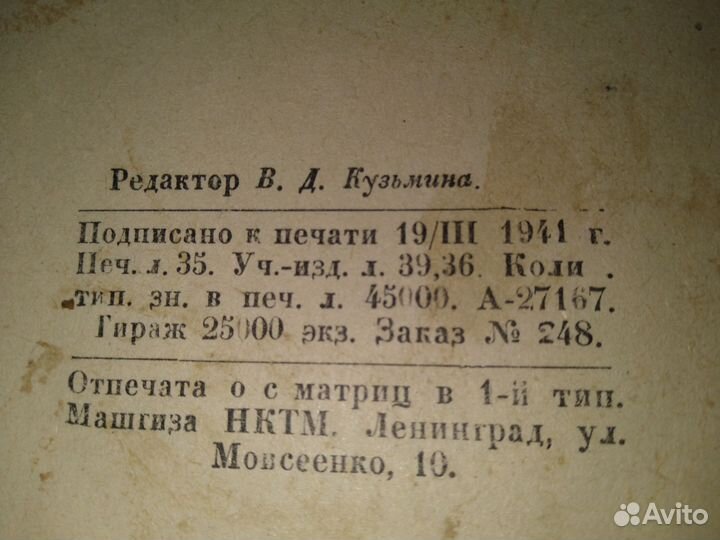 Редактор В. Д. Кузьмина.
Подписано к печати 19/III 1941 г.
Печ. л. 35. Уч.-изд. л. 39,36. Коли .
тип. зн. в печ. л. 45000. А-27167.
Тираж 25000 экз. Заказ № 248.
Отпечата о с матриц в 1-й тип.
Машгиза НКТМ. Ленинград, ул.
Моисеенко, 10.
Avito